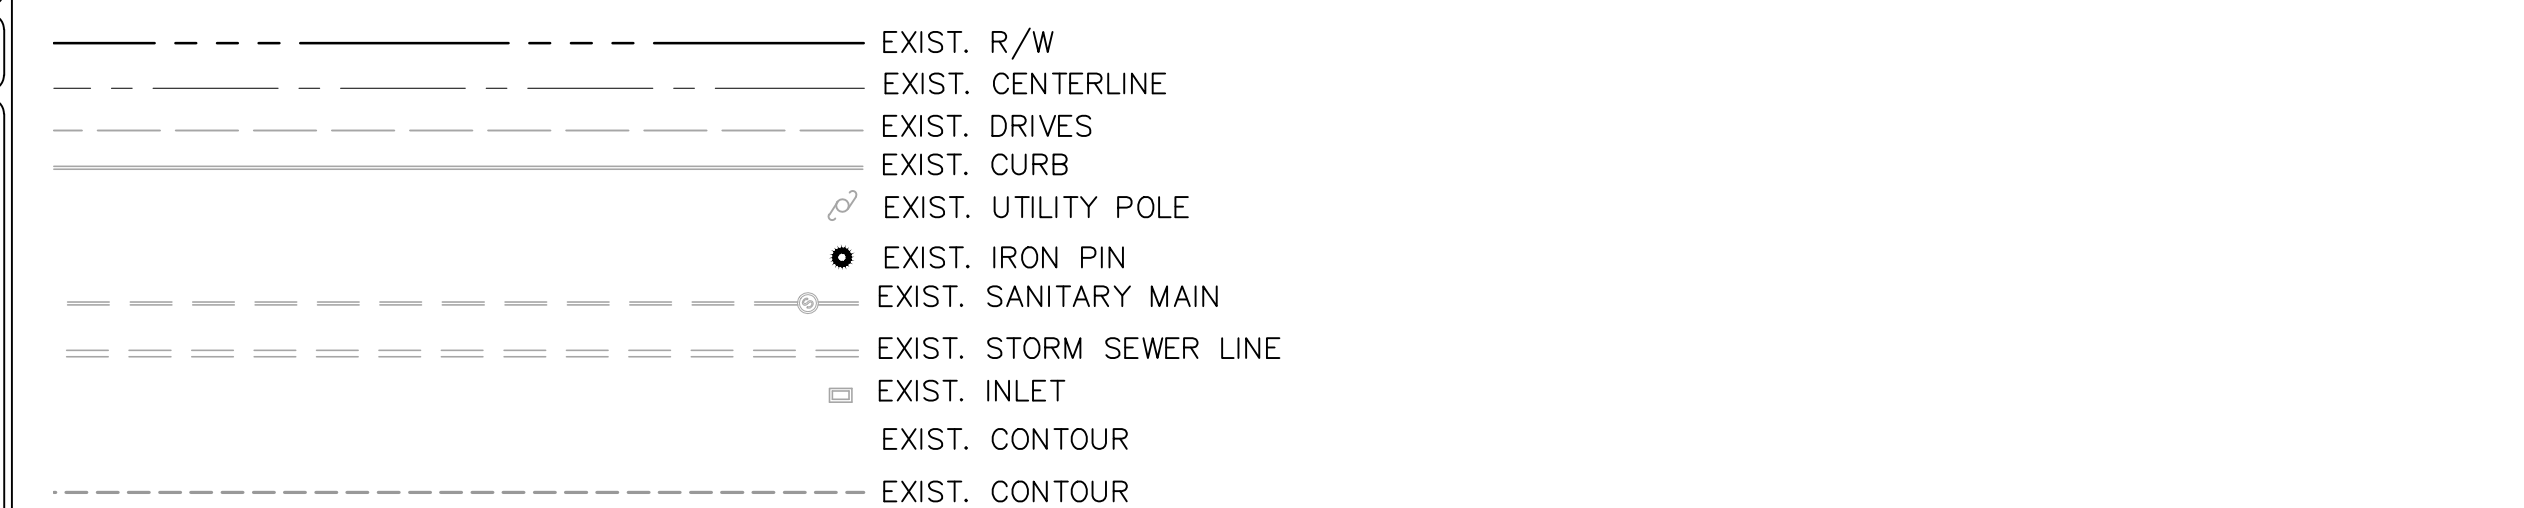 EXIST. R/W
EXIST. CENTERLINE
EXIST. DRIVES
EXIST. CURB
EXIST. UTILITY POLE
EXIST. IRON PIN
S EXIST. SANITARY MAIN
EXIST. STORM SEWER LINE
EXIST. INLET
EXIST. CONTOUR
EXIST. CONTOUR